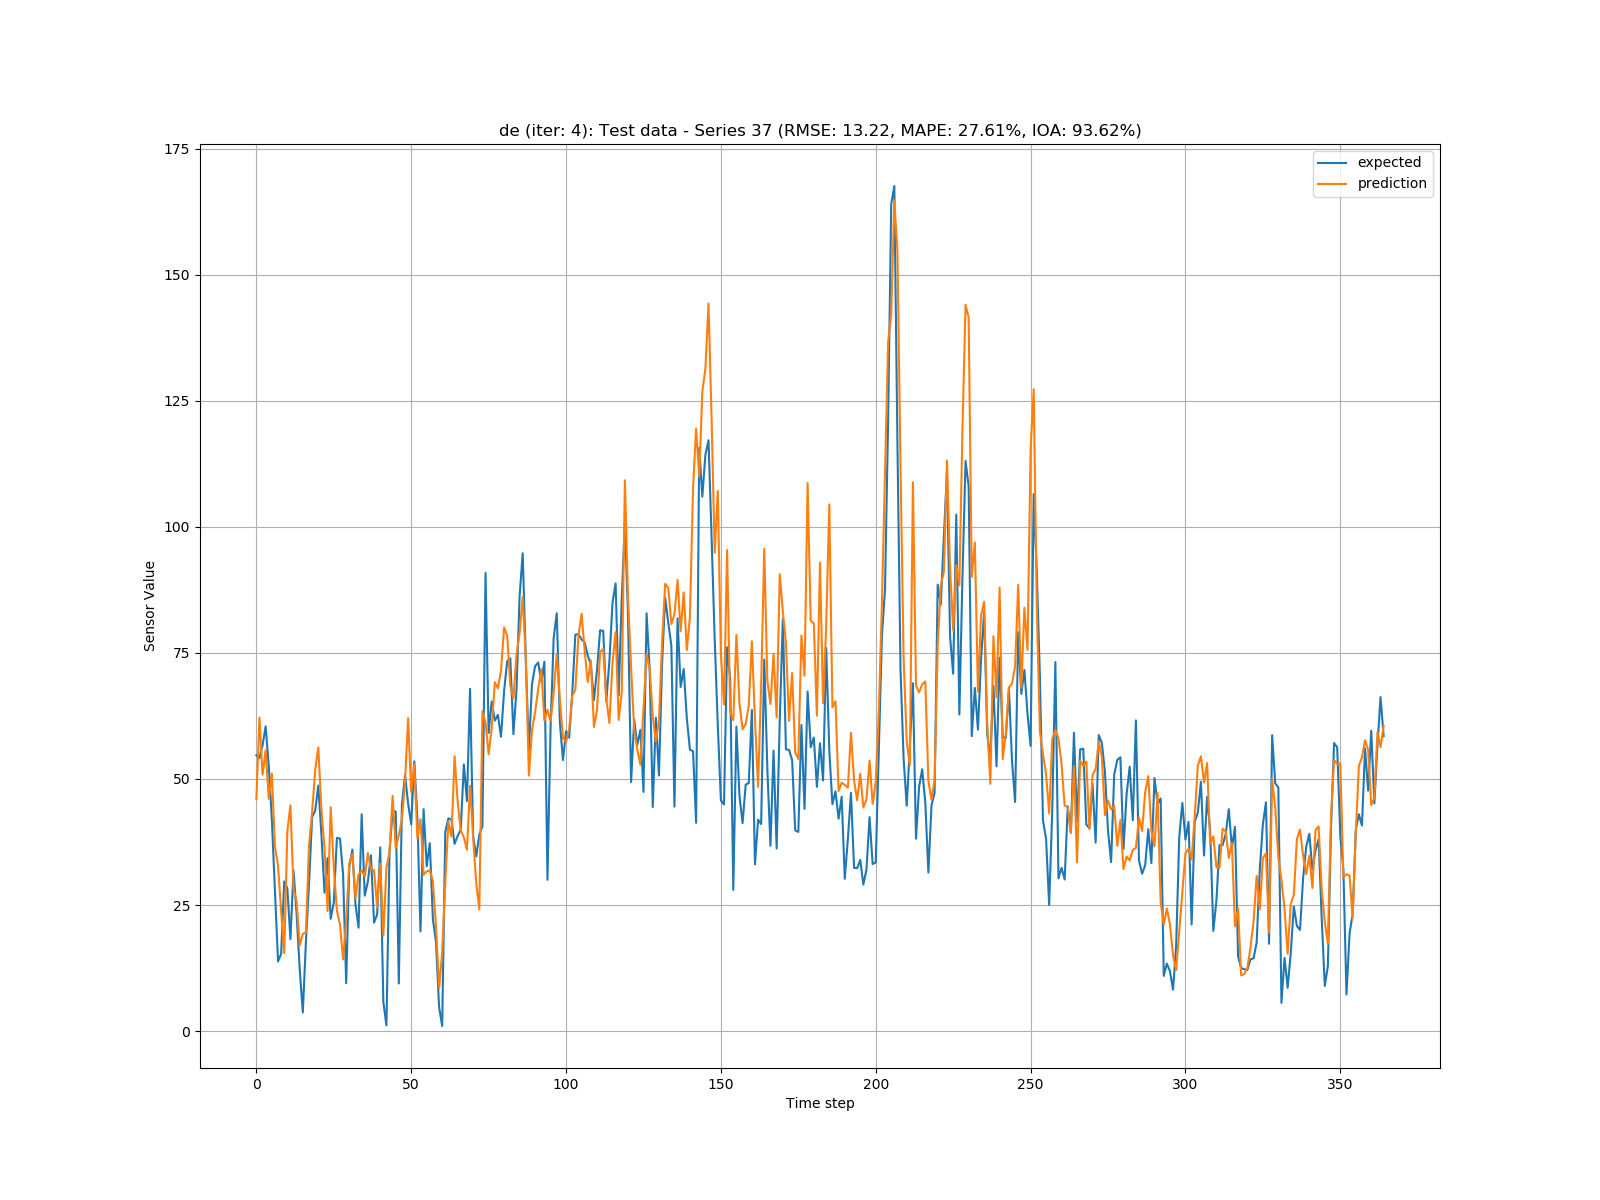 de (iter: 4): Test data - Series 37 (RMSE: 13.22, MAPE: 27.61%, IOA: 93.62%)
expected
prediction
Sensor Value
175
150
125
100
75
50
25
0
0 50 100 150 200 250 300 350
Time step